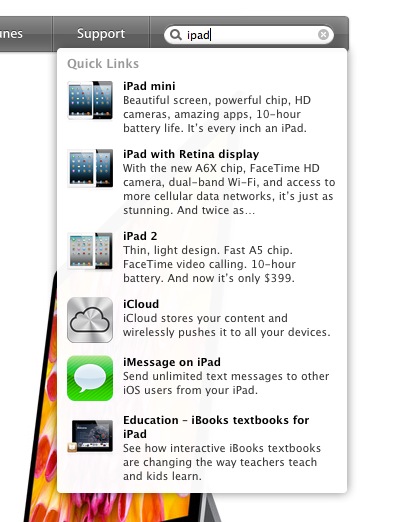 unes
Support
ipad
Quick Links
iPad mini
Beautiful screen, powerful chip, HD
cameras, amazing apps, 10-hour
battery life. It's every inch an iPad.
iPad with Retina display
With the new A6X chip, FaceTime HD
camera, dual-band Wi-Fi, and access to
more cellular data networks, it's just as
stunning. And twice as…
iPad 2
Thin, light design. Fast A5 chip.
FaceTime video calling. 10-hour
battery. And now it's only $399.
iCloud
iCloud stores your content and
wirelessly pushes it to all your devices.
iMessage on iPad
Send unlimited text messages to other
iOS users from your iPad.
Education – iBooks textbooks for
iPad
See how interactive iBooks textbooks
are changing the way teachers teach
and kids learn.